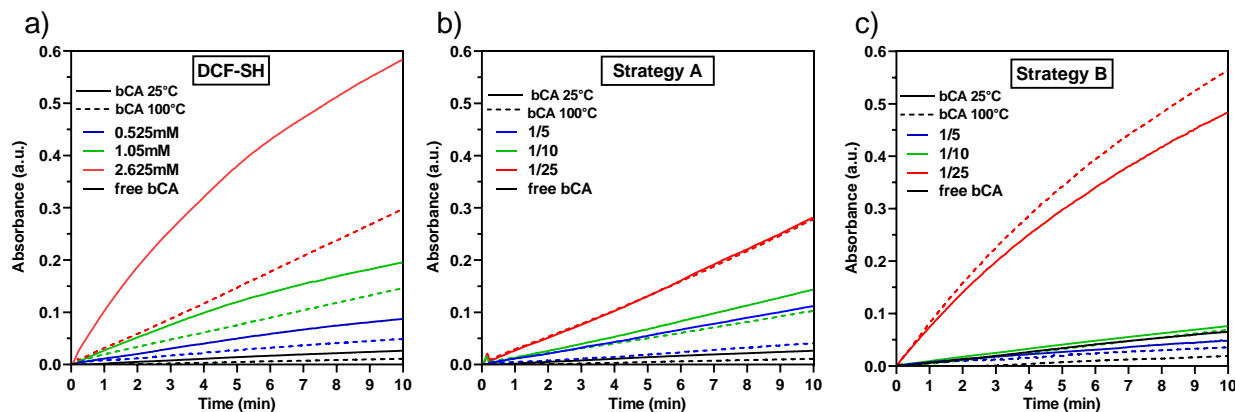 a)
DCF-SH
bCA 25°C
bCA 100°C
0.525mM
1.05mM
2.625mM
free bCA
Absorbance (a.u.)
0.6
0.5
0.4
0.3
0.2
0.1
0.0
0 1 2 3 4 5 6 7 8 9 10
Time (min)
b)
Strategy A
bCA 25°C
bCA 100°C
1/5
1/10
1/25
free bCA
Absorbance (a.u.)
0.6
0.5
0.4
0.3
0.2
0.1
0.0
0 1 2 3 4 5 6 7 8 9 10
Time (min)
c)
Strategy B
bCA 25°C
bCA 100°C
1/5
1/10
1/25
free bCA
Absorbance (a.u.)
0.6
0.5
0.4
0.3
0.2
0.1
0.0
0 1 2 3 4 5 6 7 8 9 10
Time (min)